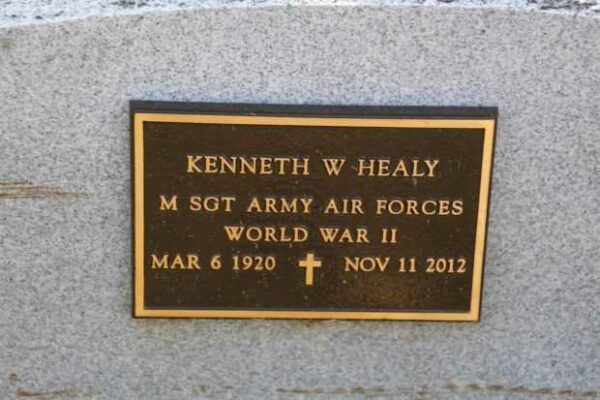 KENNETH W HEALY
M SGT ARMY AIR FORCES
WORLD WAR II
MAR 6 1920 NOV 11 2012